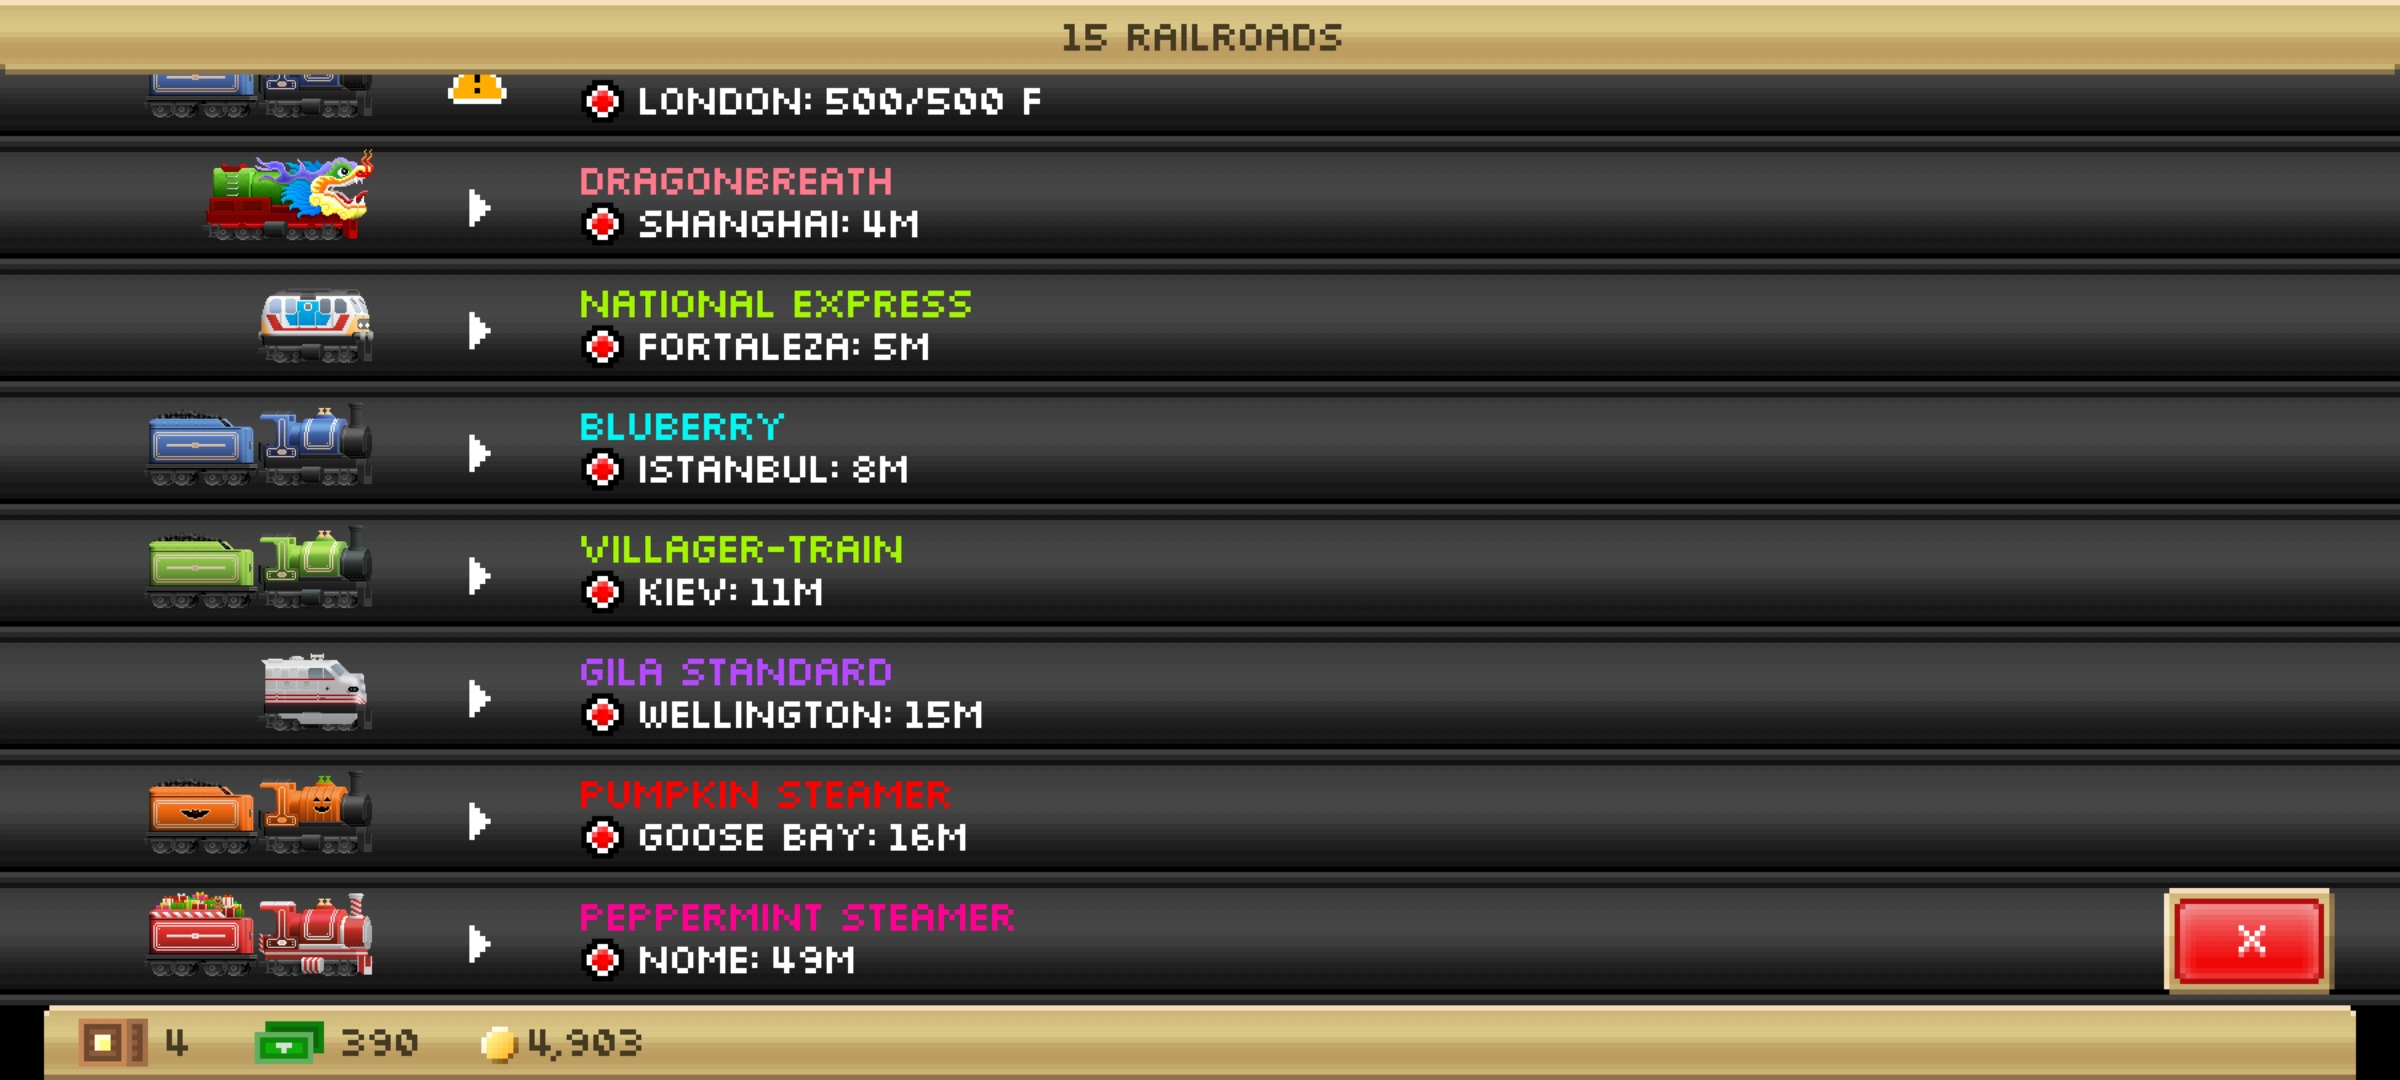 15 RAILROADS
LONDON: 500/500 F
DRAGONBREATH
SHANGHAI: 4M
NATIONAL EXPRESS
FORTALEZA: 5M
BLUBERRY
ISTANBUL: 8M
VILLAGER-TRAIN
KIEV: 11M
GILA STANDARD
WELLINGTON: 15M
PUMPKIN STEAMER
GOOSE BAY: 16M
PEPPERMINT STEAMER
NOME: 49M
X
4 390 4,903